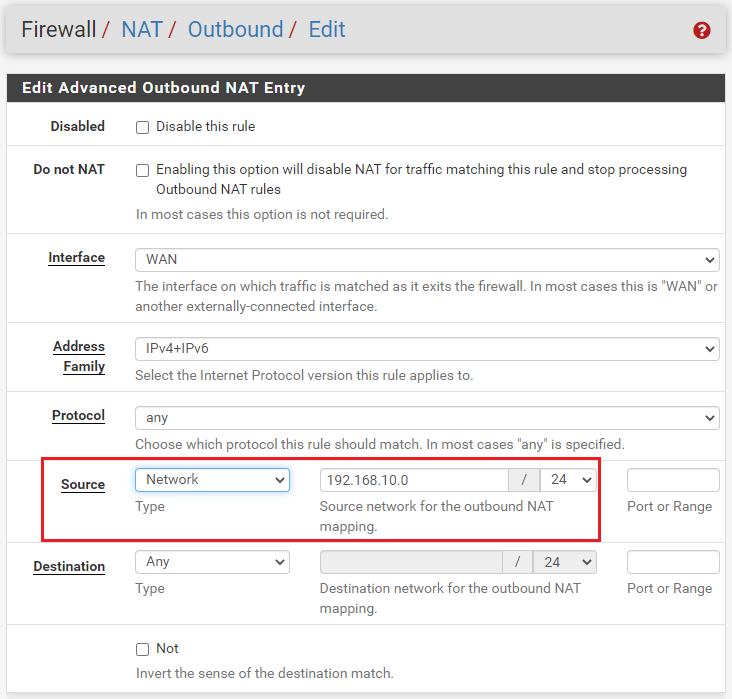 Firewall / NAT / Outbound / Edit
Edit Advanced Outbound NAT Entry
Disabled
Disable this rule
Do not NAT
Enabling this option will disable NAT for traffic matching this rule and stop processing
Outbound NAT rules
In most cases this option is not required.
Interface
WAN
The interface on which traffic is matched as it exits the firewall. In most cases this is "WAN" or
another externally-connected interface.
Address
Family
IPv4+IPv6
Select the Internet Protocol version this rule applies to.
Protocol
any
Choose which protocol this rule should match. In most cases "any" is specified.
Source
Network
192.168.10.0 / 24
Type
Source network for the outbound NAT
mapping.
Port or Range
Destination
Any
/ 24
Type
Destination network for the outbound NAT
mapping.
Port or Range
Not
Invert the sense of the destination match.